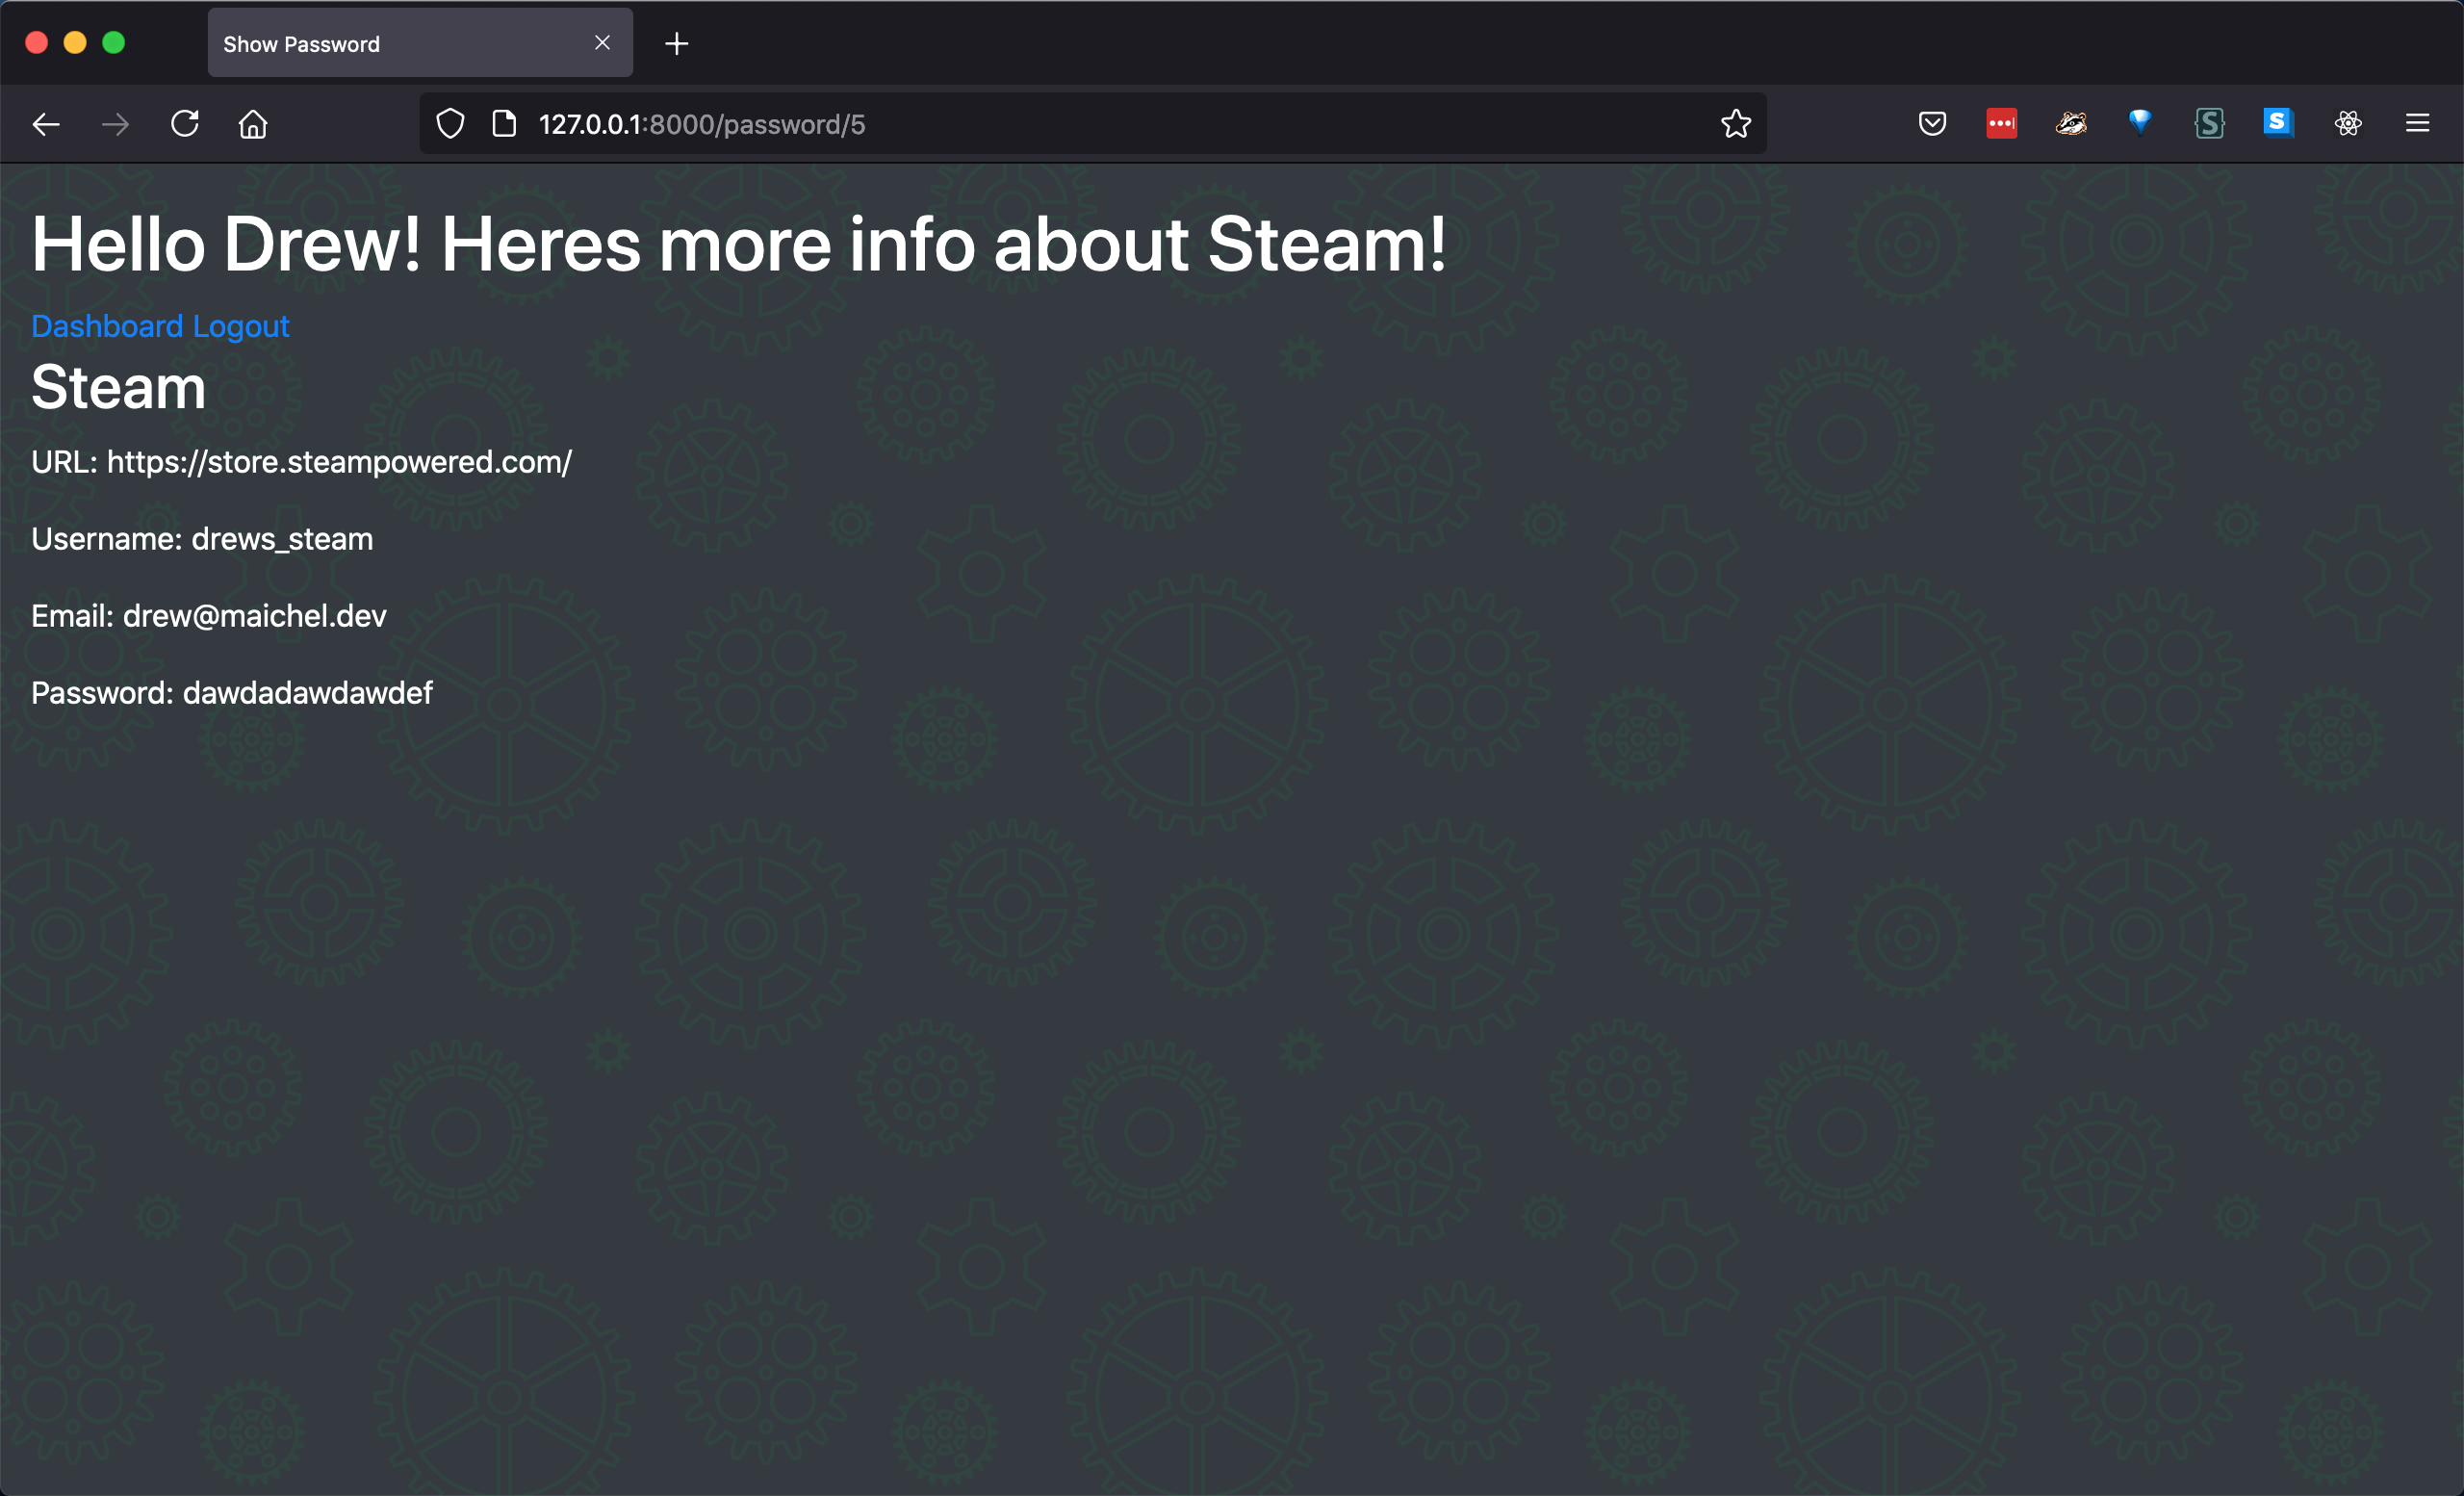 Show Password
127.0.0.1:8000/password/5
Hello Drew! Heres more info about Steam!
Dashboard Logout
Steam
URL: https://store.steampowered.com/
Username: drews_steam
Email: drew@maichel.dev
Password: dawdadawdawdef